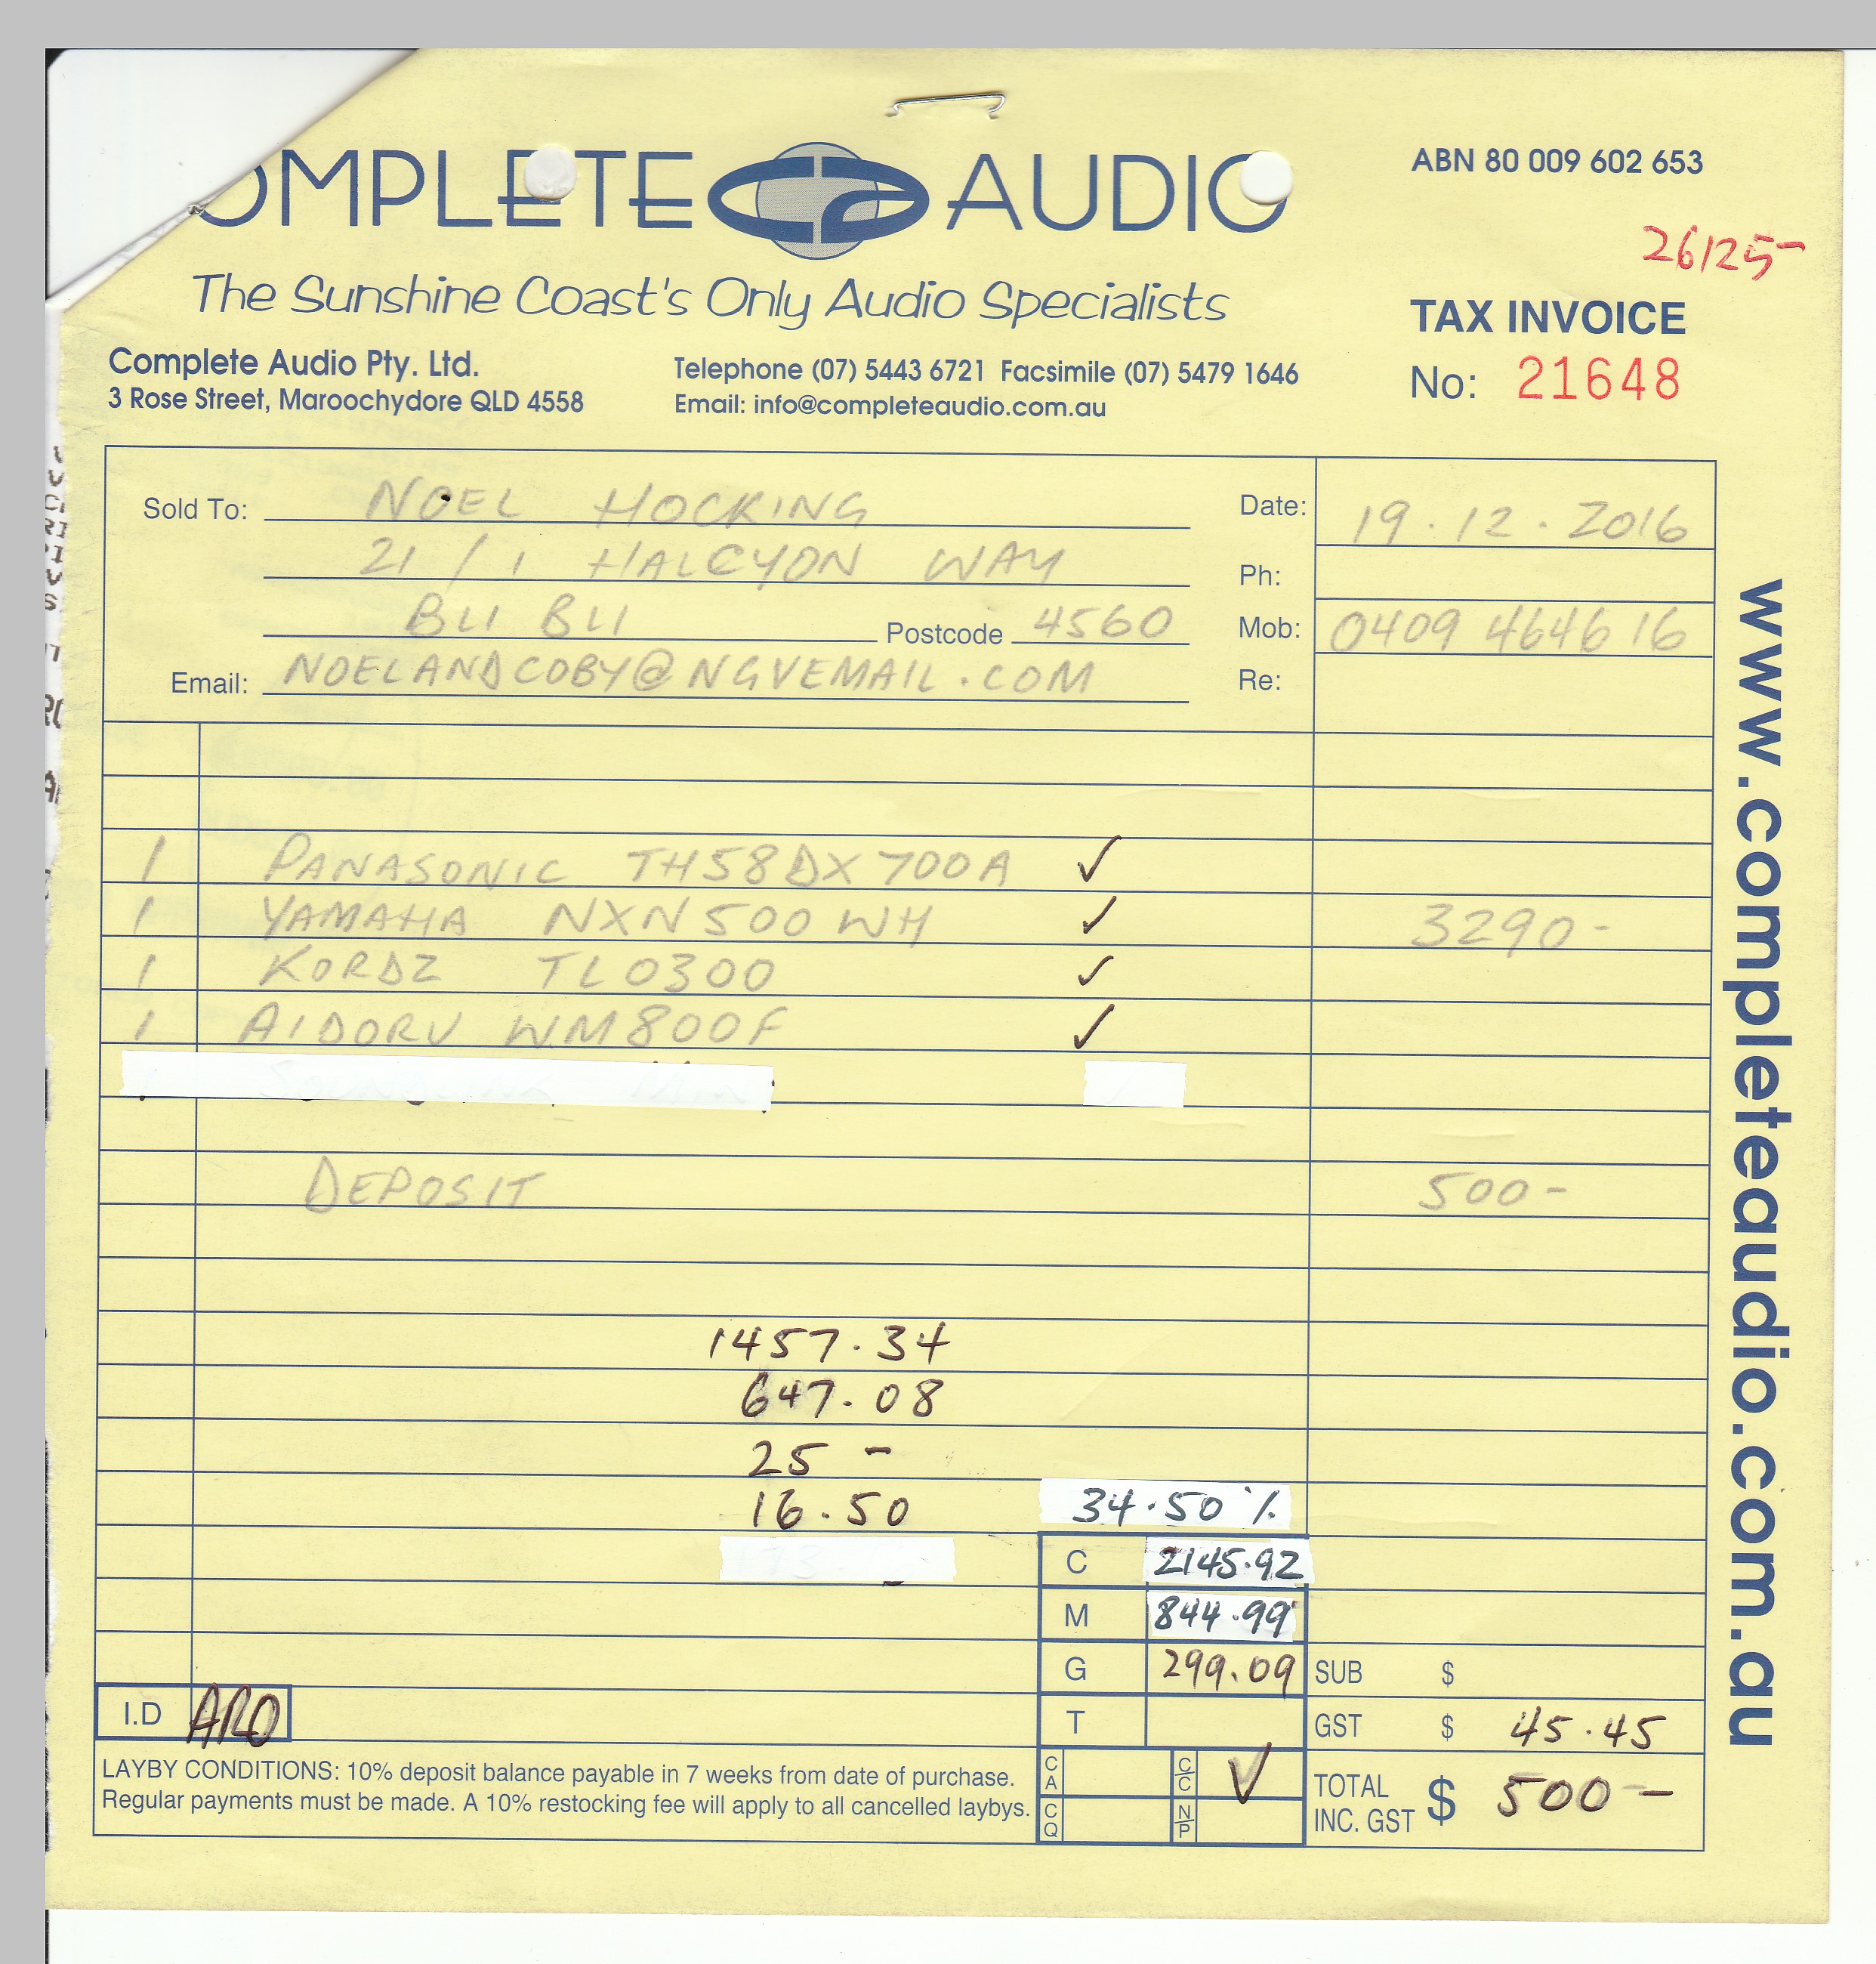 OMPLETE AUDIO
ABN 80 009 602 653
26125-
The Sunshine Coast's Only Audio Specialists
TAX INVOICE
No: 21648
Complete Audio Pty. Ltd.
3 Rose Street, Maroochydore QLD 4558
Telephone (07) 5443 6721 Facsimile (07) 5479 1646
Email: info@completeaudio.com.au
Sold To: NOEL HOCKING
Date: 19.12.2016
21/1 HALCYON WAY
Ph:
BLI BLI Postcode 4560
Mob: 0409 464616
Email: NOELANDCOBY@NGVEMAIL.COM
Re:
1 PANASONIC TH58DX700A ✓
1 YAMAHA NXN500WH ✓ 3290-
1 KORDZ TL0300 ✓
1 AIDORU WM800F ✓
DEPOSIT 500-
1457.34
647.08
25 -
16.50 34.50 %
C 2145.92
M 844.99
G 299.09 SUB $
I.D ARO
T GST $ 45.45
LAYBY CONDITIONS: 10% deposit balance payable in 7 weeks from date of purchase.
Regular payments must be made. A 10% restocking fee will apply to all cancelled laybys.
CA C/C ✓
CQ N/P
TOTAL INC. GST $ 500-
www.completeaudio.com.au